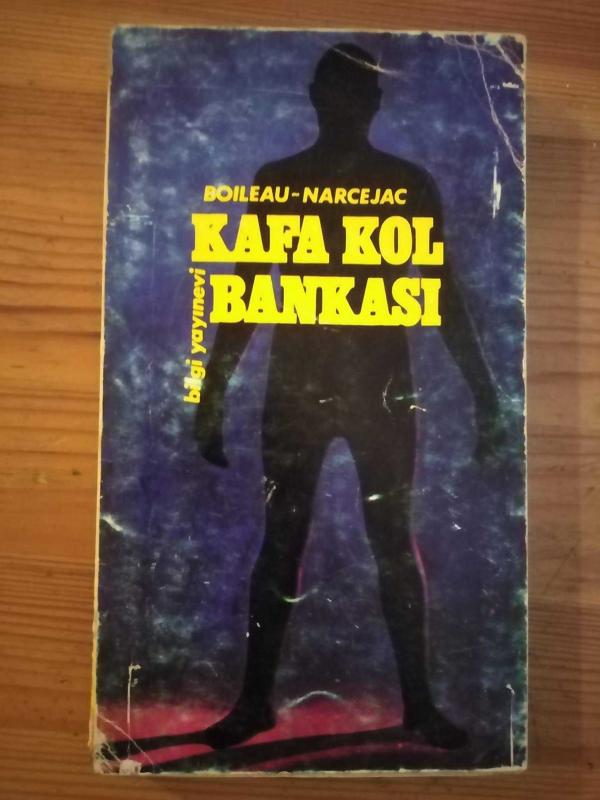 BOILEAU-NARCEJAC
KAFA KOL
BANKASI
bilgi yayınevi